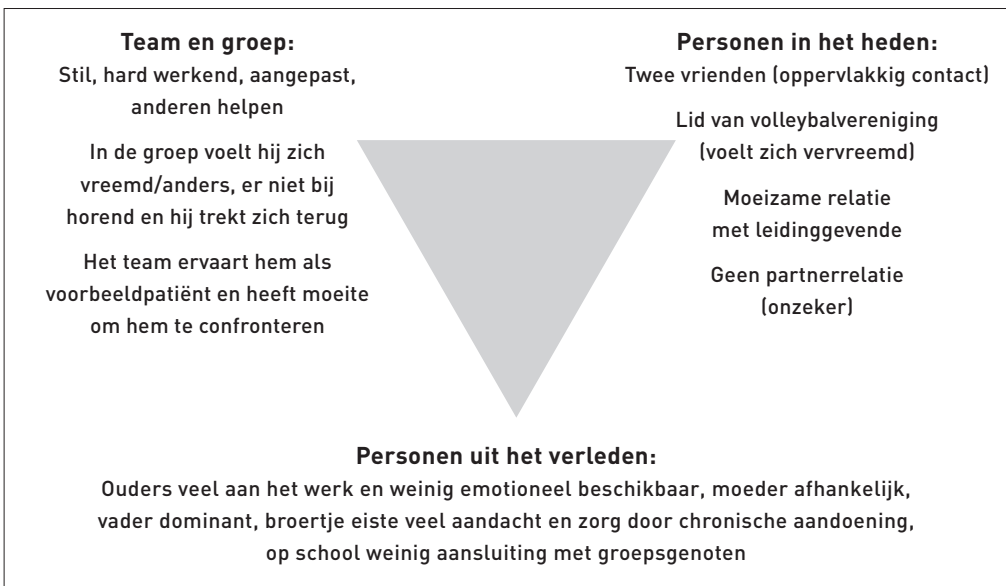 Team en groep:
Stil, hard werkend, aangepast,
anderen helpen
In de groep voelt hij zich
vreemd/anders, er niet bij
horend en hij trekt zich terug
Het team ervaart hem als
voorbeeldpatiënt en heeft moeite
om hem te confronteren
Personen in het heden:
Twee vrienden (oppervlakkig contact)
Lid van volleybalvereniging
(voelt zich vervreemd)
Moeizame relatie
met leidinggevende
Geen partnerrelatie
(onzeker)
Personen uit het verleden:
Ouders veel aan het werk en weinig emotioneel beschikbaar, moeder afhankelijk,
vader dominant, broertje eiste veel aandacht en zorg door chronische aandoening,
op school weinig aansluiting met groepsgenoten